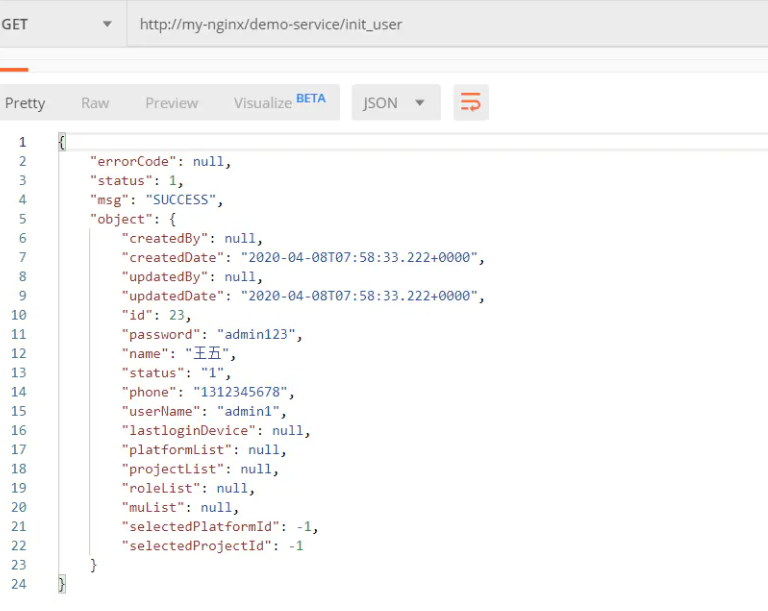 GET http://my-nginx/demo-service/init_user
Pretty Raw Preview Visualize BETA JSON
1 {
2 "errorCode": null,
3 "status": 1,
4 "msg": "SUCCESS",
5 "object": {
6 "createdBy": null,
7 "createdDate": "2020-04-08T07:58:33.222+0000",
8 "updatedBy": null,
9 "updatedDate": "2020-04-08T07:58:33.222+0000",
10 "id": 23,
11 "password": "admin123",
12 "name": "王五",
13 "status": "1",
14 "phone": "1312345678",
15 "userName": "admin1",
16 "lastloginDevice": null,
17 "platformList": null,
18 "projectList": null,
19 "roleList": null,
20 "muList": null,
21 "selectedPlatformId": -1,
22 "selectedProjectId": -1
23 }
24 }